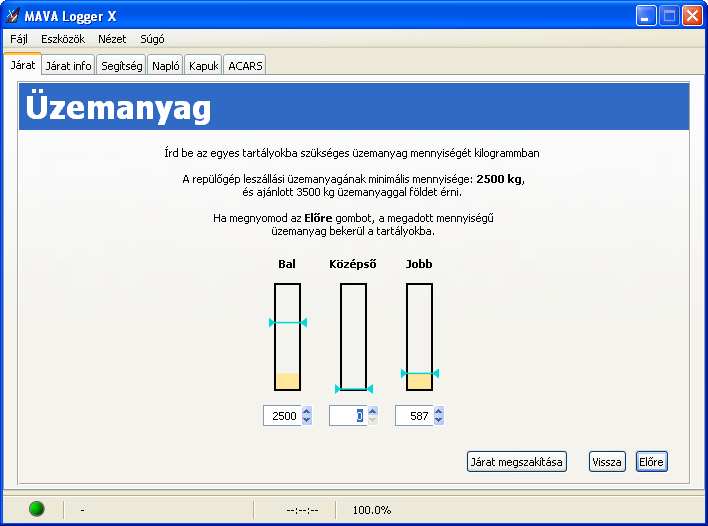 MAVA Logger X
Fájl Eszközök Nézet Súgó
Járat Járat info Segítség Napló Kapuk ACARS
Üzemanyag
Írd be az egyes tartályokba szükséges üzemanyag mennyiségét kilogrammban
A repülőgép leszállási üzemanyagának minimális mennyisége: 2500 kg,
és ajánlott 3500 kg üzemanyaggal földet érni.
Ha megnyomod az Előre gombot, a megadott mennyiségű
üzemanyag bekerül a tartályokba.
Bal Középső Jobb
2500 0 587
Járat megszakítása Vissza Előre
- --:--:-- 100.0%